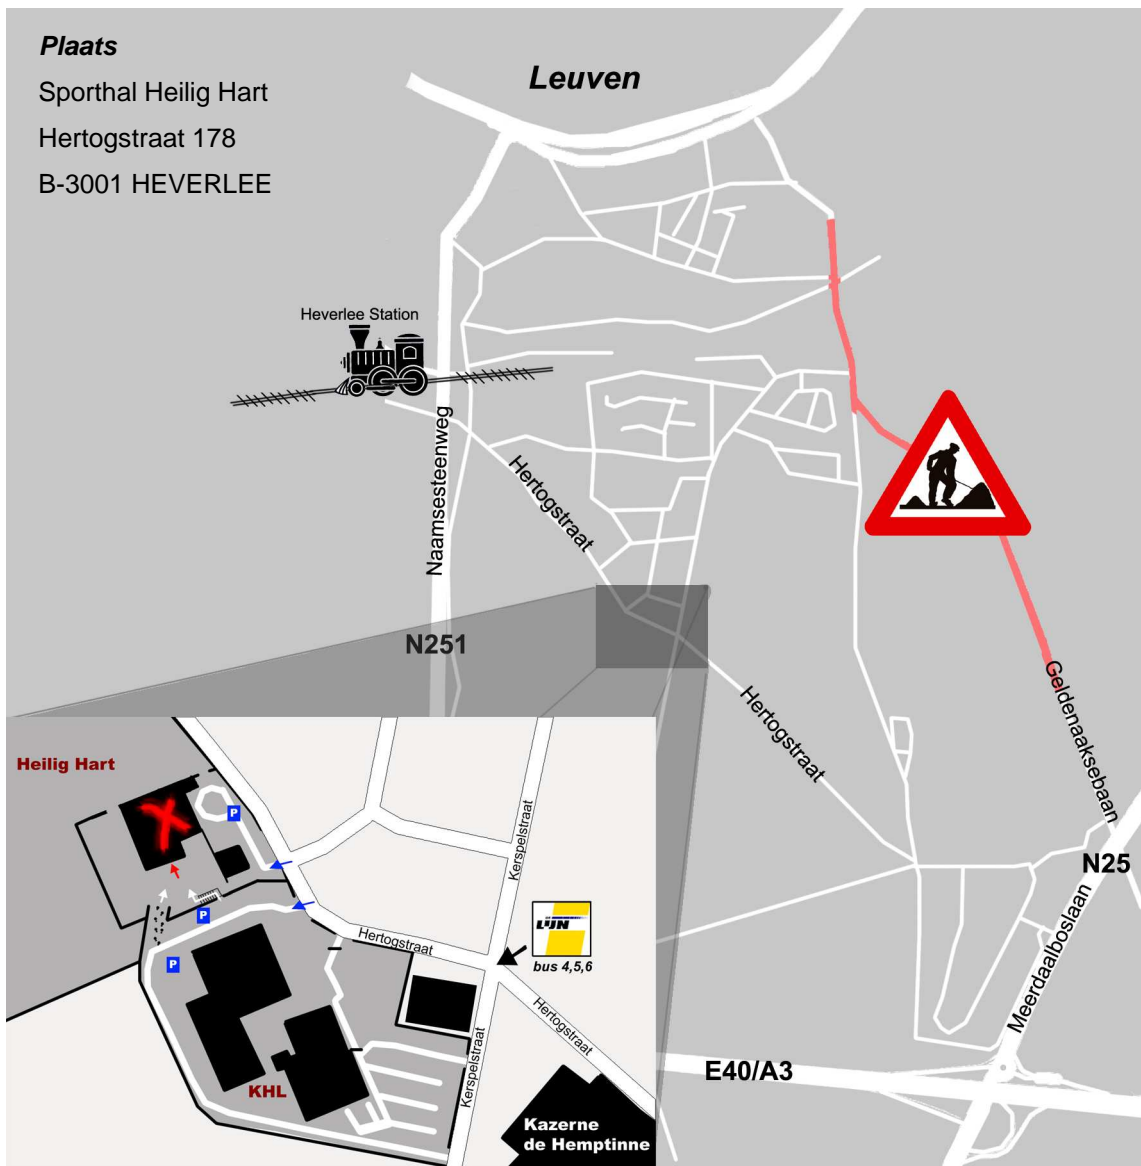 Plaats
Sporthal Heilig Hart
Hertogstraat 178
B-3001 HEVERLEE
Leuven
Heverlee Station
Naamsesteenweg
Hertogstraat
N251
Hertogstraat
Geldenaaksebaan
N25
Meerdaalboslaan
E40/A3
Heilig Hart
P
Kerspelstraat
P
P
Hertogstraat
LIJN
bus 4,5,6
Hertogstraat
Kerspelstraat
KHL
Kazerne
de Hemptinne